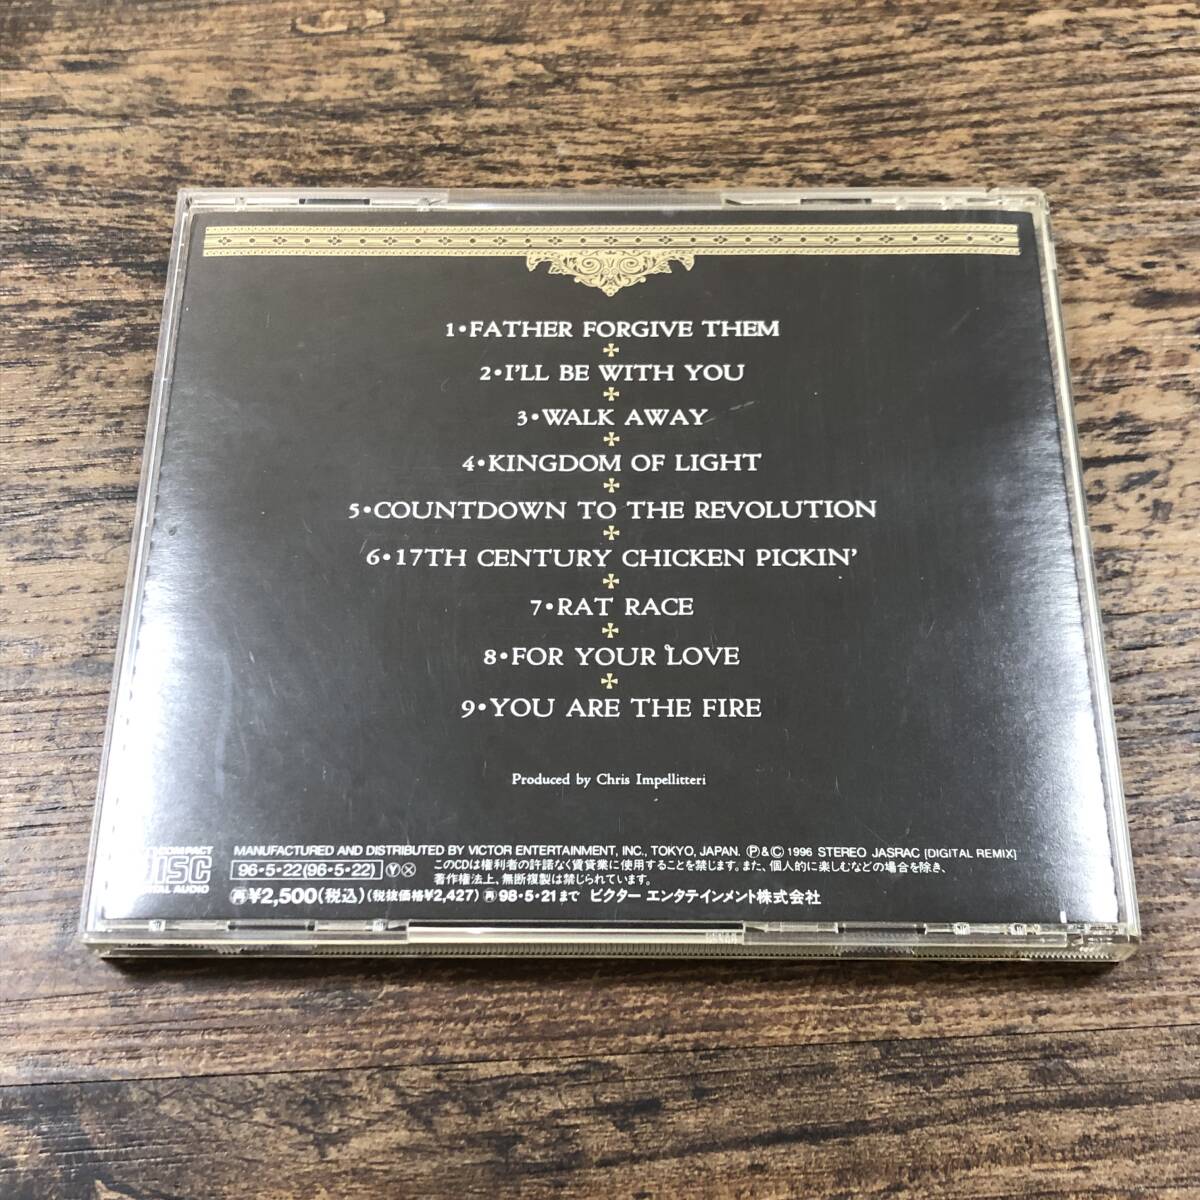 1•FATHER FORGIVE THEM
2•I'LL BE WITH YOU
3•WALK AWAY
4•KINGDOM OF LIGHT
5•COUNTDOWN TO THE REVOLUTION
6•17TH CENTURY CHICKEN PICKIN'
7•RAT RACE
8•FOR YOUR LOVE
9•YOU ARE THE FIRE
Produced by Chris Impellitteri
COMPACT
DISC
DIGITAL AUDIO
MANUFACTURED AND DISTRIBUTED BY VICTOR ENTERTAINMENT, INC., TOKYO, JAPAN. Ⓟ&Ⓒ 1996 STEREO JASRAC [DIGITAL REMIX]
96•5•22(96•5•22) Ⓨ Ⓧ このCDは権利者の許諾なく賃貸業に使用することを禁じます。また、個人的に楽しむなどの場合を除き、
著作権法上、無断複製は禁じられています。
再¥2,500(税込)(税抜価格¥2,427) 再98•5•21まで ビクター エンタテインメント株式会社